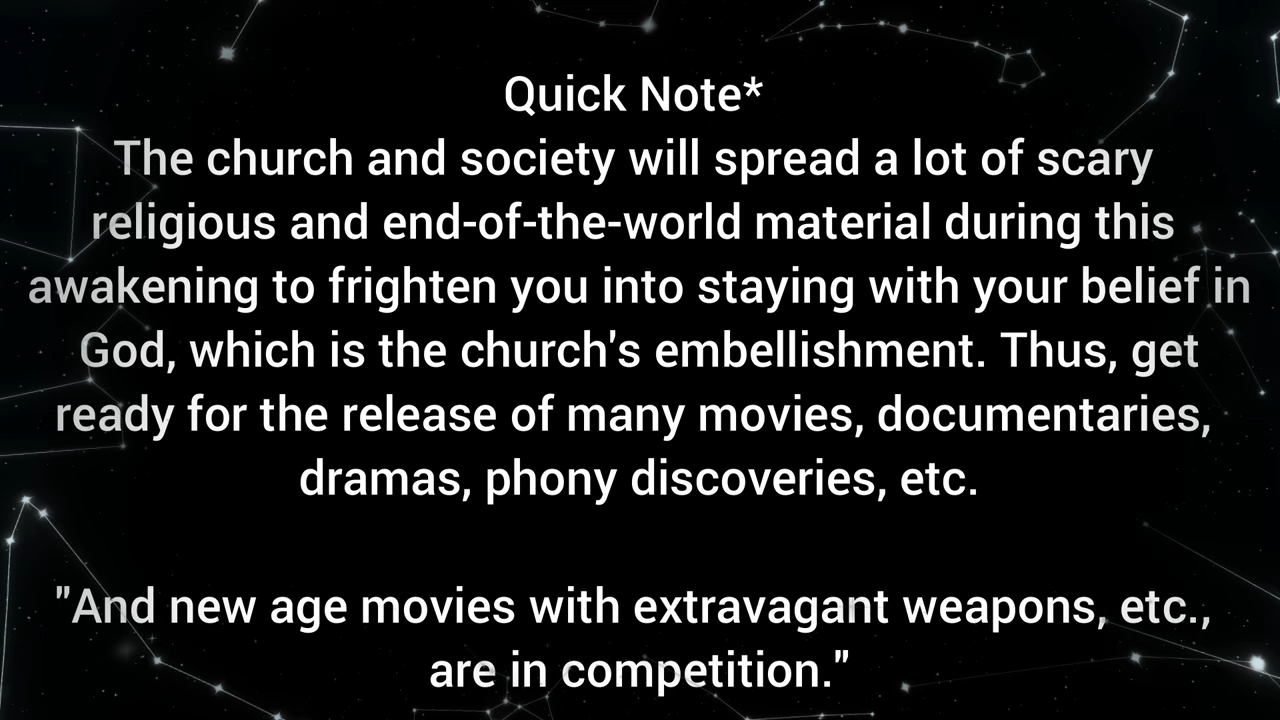 Quick Note*
The church and society will spread a lot of scary
religious and end-of-the-world material during this
awakening to frighten you into staying with your belief in
God, which is the church's embellishment. Thus, get
ready for the release of many movies, documentaries,
dramas, phony discoveries, etc.
"And new age movies with extravagant weapons, etc.,
are in competition."